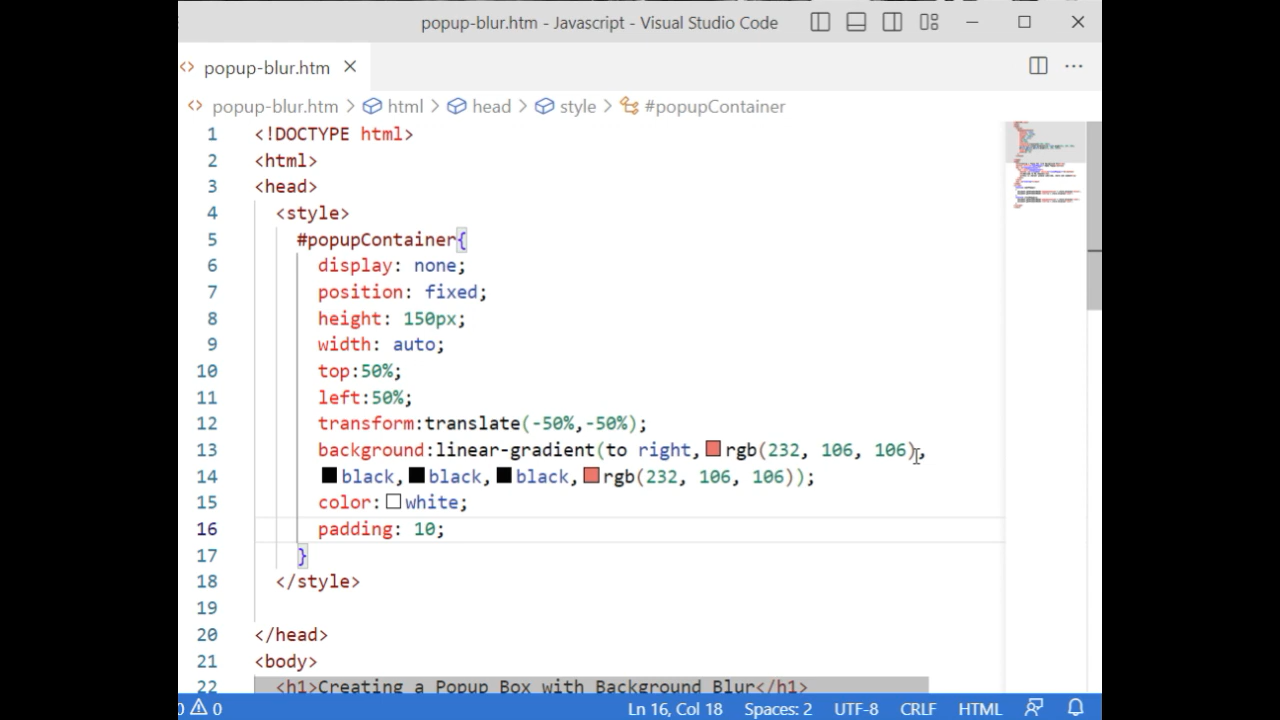 popup-blur.htm - Javascript - Visual Studio Code
popup-blur.htm
popup-blur.htm > html > head > style > #popupContainer
1 <!DOCTYPE html>
2 <html>
3 <head>
4 <style>
5 #popupContainer{
6 display: none;
7 position: fixed;
8 height: 150px;
9 width: auto;
10 top:50%;
11 left:50%;
12 transform:translate(-50%,-50%);
13 background:linear-gradient(to right,rgb(232, 106, 106),
14 black,black,black,rgb(232, 106, 106));
15 color:white;
16 padding: 10;
17 }
18 </style>
19
20 </head>
21 <body>
22 <h1>Creating a Popup Box with Background Blur</h1>
0 0 Ln 16, Col 18 Spaces: 2 UTF-8 CRLF HTML